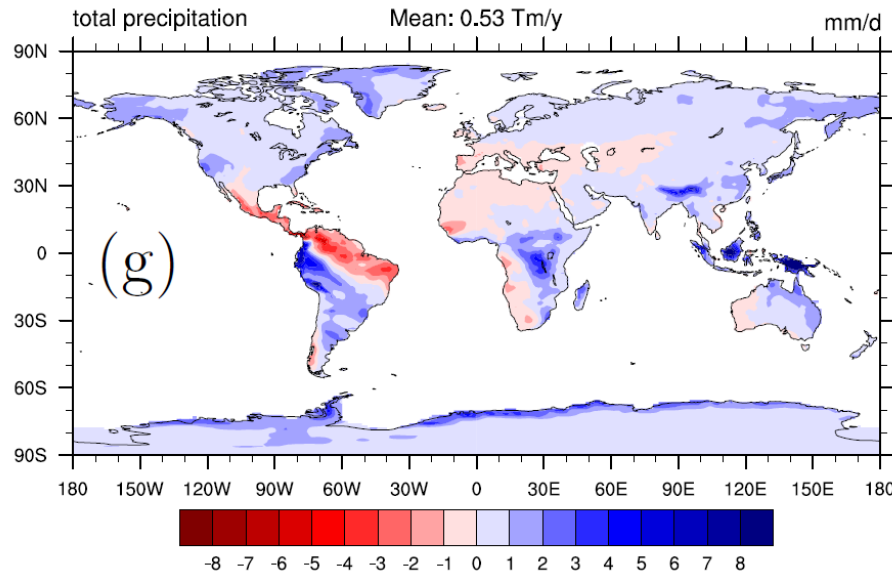 total precipitation Mean: 0.53 Tm/y mm/d
90N
60N
30N
(g)
0
30S
60S
90S
180 150W 120W 90W 60W 30W 0 30E 60E 90E 120E 150E 180
-8 -7 -6 -5 -4 -3 -2 -1 0 1 2 3 4 5 6 7 8